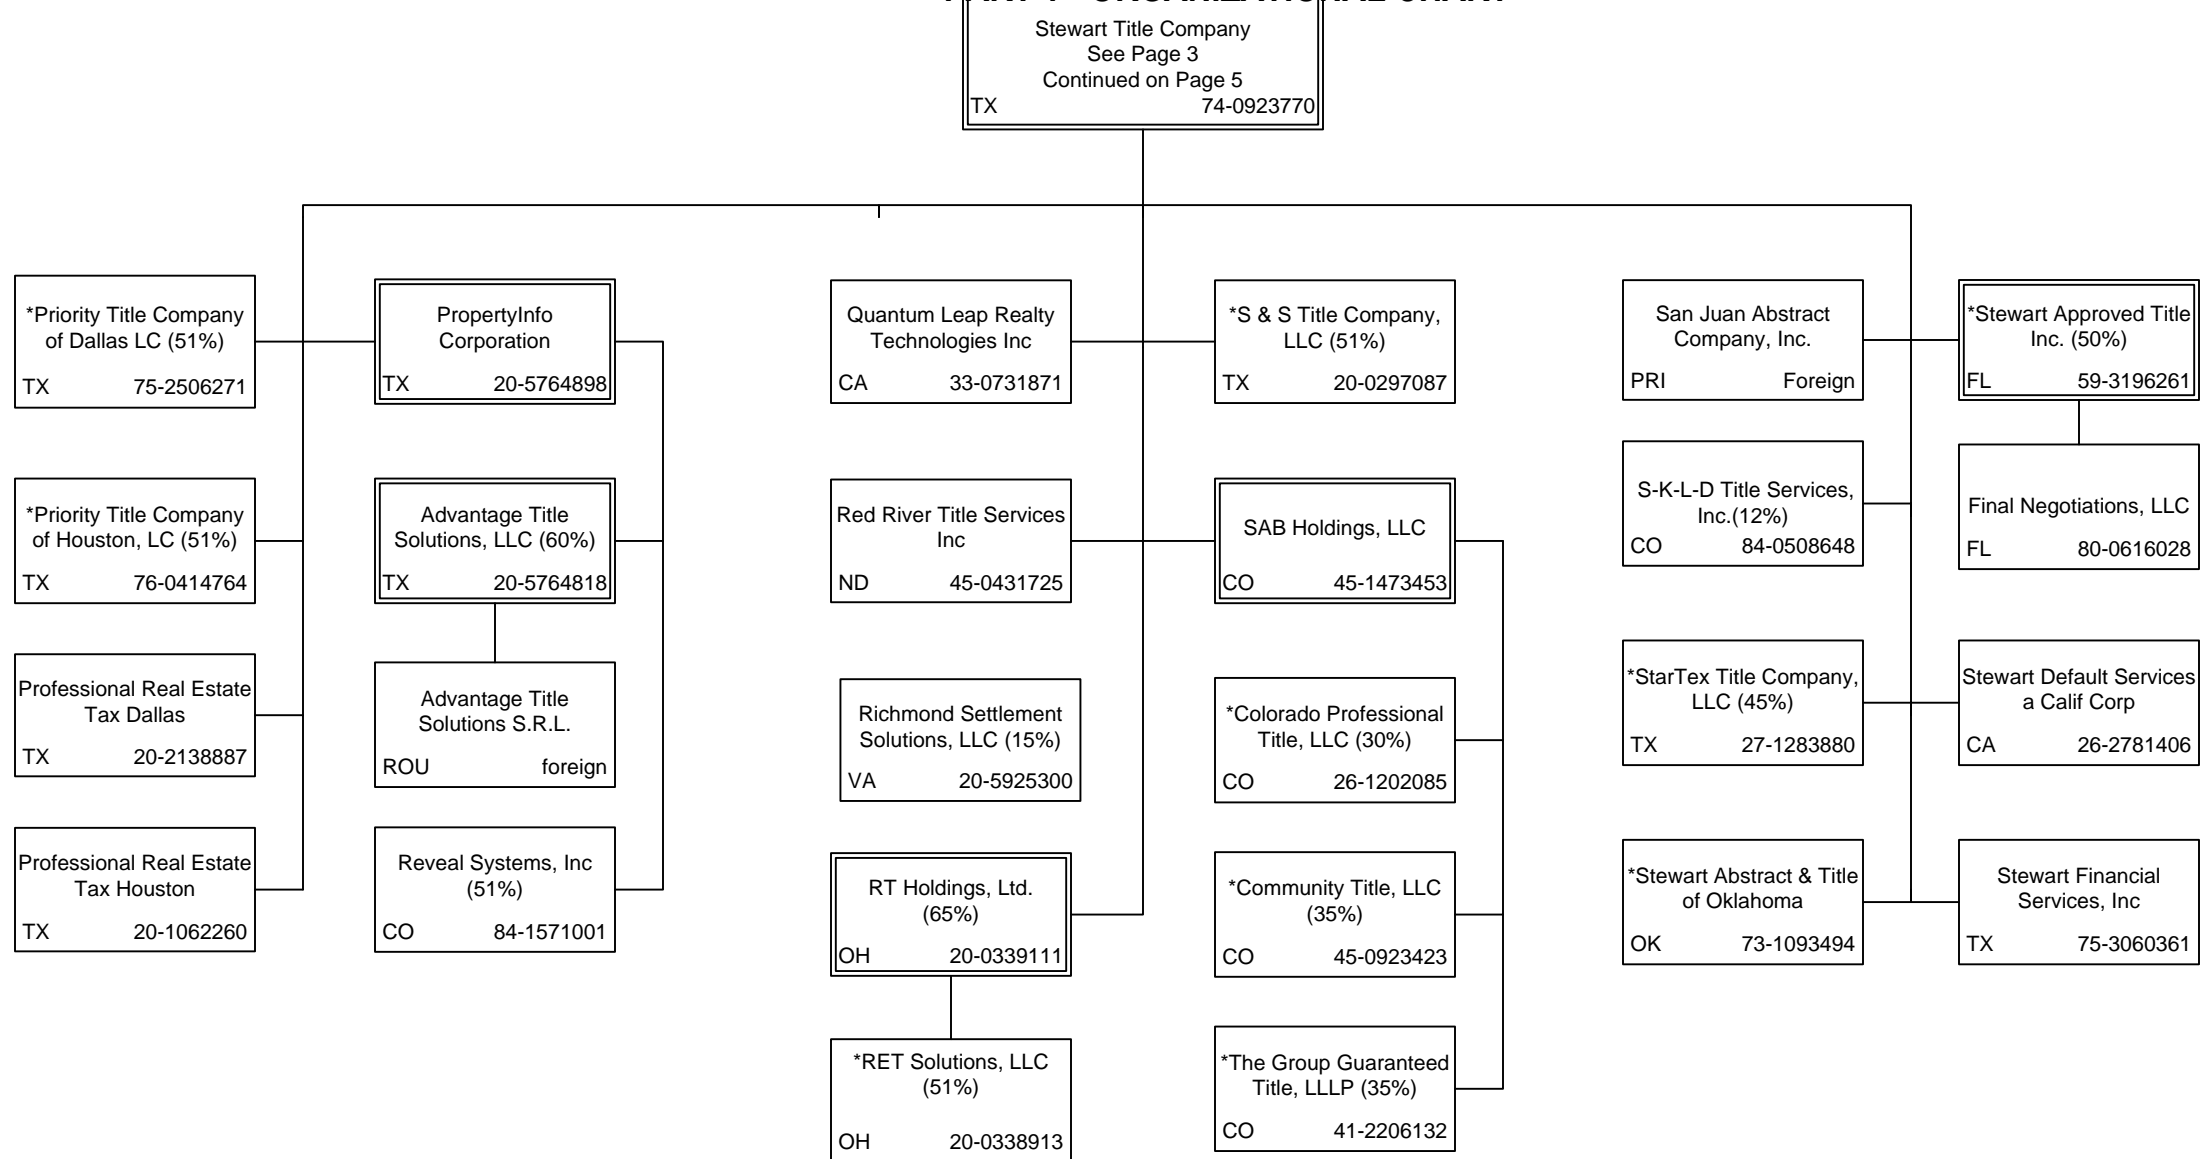 Stewart Title Company
See Page 3
Continued on Page 5
TX 74-0923770
*Priority Title Company
of Dallas LC (51%)
TX 75-2506271
PropertyInfo
Corporation
TX 20-5764898
Quantum Leap Realty
Technologies Inc
CA 33-0731871
*S & S Title Company,
LLC (51%)
TX 20-0297087
San Juan Abstract
Company, Inc.
PRI Foreign
*Stewart Approved Title
Inc. (50%)
FL 59-3196261
*Priority Title Company
of Houston, LC (51%)
TX 76-0414764
Advantage Title
Solutions, LLC (60%)
TX 20-5764818
Red River Title Services
Inc
ND 45-0431725
SAB Holdings, LLC
CO 45-1473453
S-K-L-D Title Services,
Inc.(12%)
CO 84-0508648
Final Negotiations, LLC
FL 80-0616028
Professional Real Estate
Tax Dallas
TX 20-2138887
Advantage Title
Solutions S.R.L.
ROU foreign
Richmond Settlement
Solutions, LLC (15%)
VA 20-5925300
*Colorado Professional
Title, LLC (30%)
CO 26-1202085
*StarTex Title Company,
LLC (45%)
TX 27-1283880
Stewart Default Services
a Calif Corp
CA 26-2781406
Professional Real Estate
Tax Houston
TX 20-1062260
Reveal Systems, Inc
(51%)
CO 84-1571001
RT Holdings, Ltd.
(65%)
OH 20-0339111
*Community Title, LLC
(35%)
CO 45-0923423
*Stewart Abstract & Title
of Oklahoma
OK 73-1093494
Stewart Financial
Services, Inc
TX 75-3060361
*RET Solutions, LLC
(51%)
OH 20-0338913
*The Group Guaranteed
Title, LLLP (35%)
CO 41-2206132